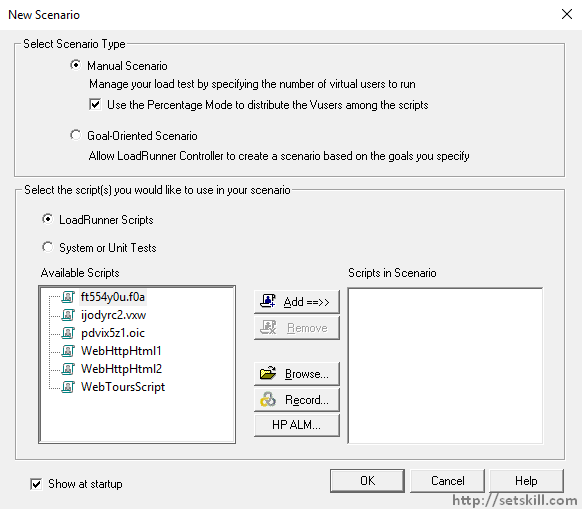 New Scenario
Select Scenario Type
Manual Scenario
Manage your load test by specifying the number of virtual users to run
Use the Percentage Mode to distribute the Vusers among the scripts
Goal-Oriented Scenario
Allow LoadRunner Controller to create a scenario based on the goals you specify
Select the script(s) you would like to use in your scenario
LoadRunner Scripts
System or Unit Tests
Available Scripts
Scripts in Scenario
ft554y0u.f0a
ijodyrc2.vxw
pdvix5z1.oic
WebHttpHtml1
WebHttpHtml2
WebToursScript
Add ==>>
Remove
Browse...
Record...
HP ALM...
Show at startup
OK
Cancel
Help
http://setskill.com